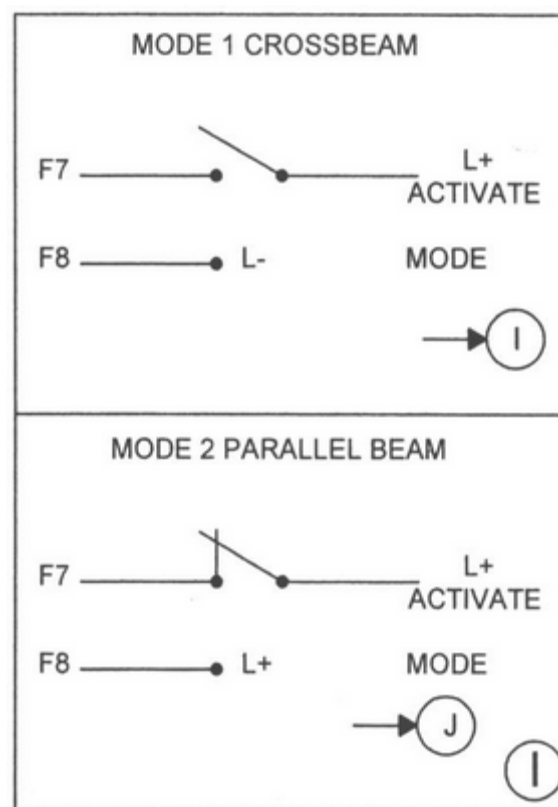 MODE 1 CROSSBEAM
F7
L+
ACTIVATE
F8 L- MODE
I
MODE 2 PARALLEL BEAM
F7
L+
ACTIVATE
F8 L+ MODE
J
I